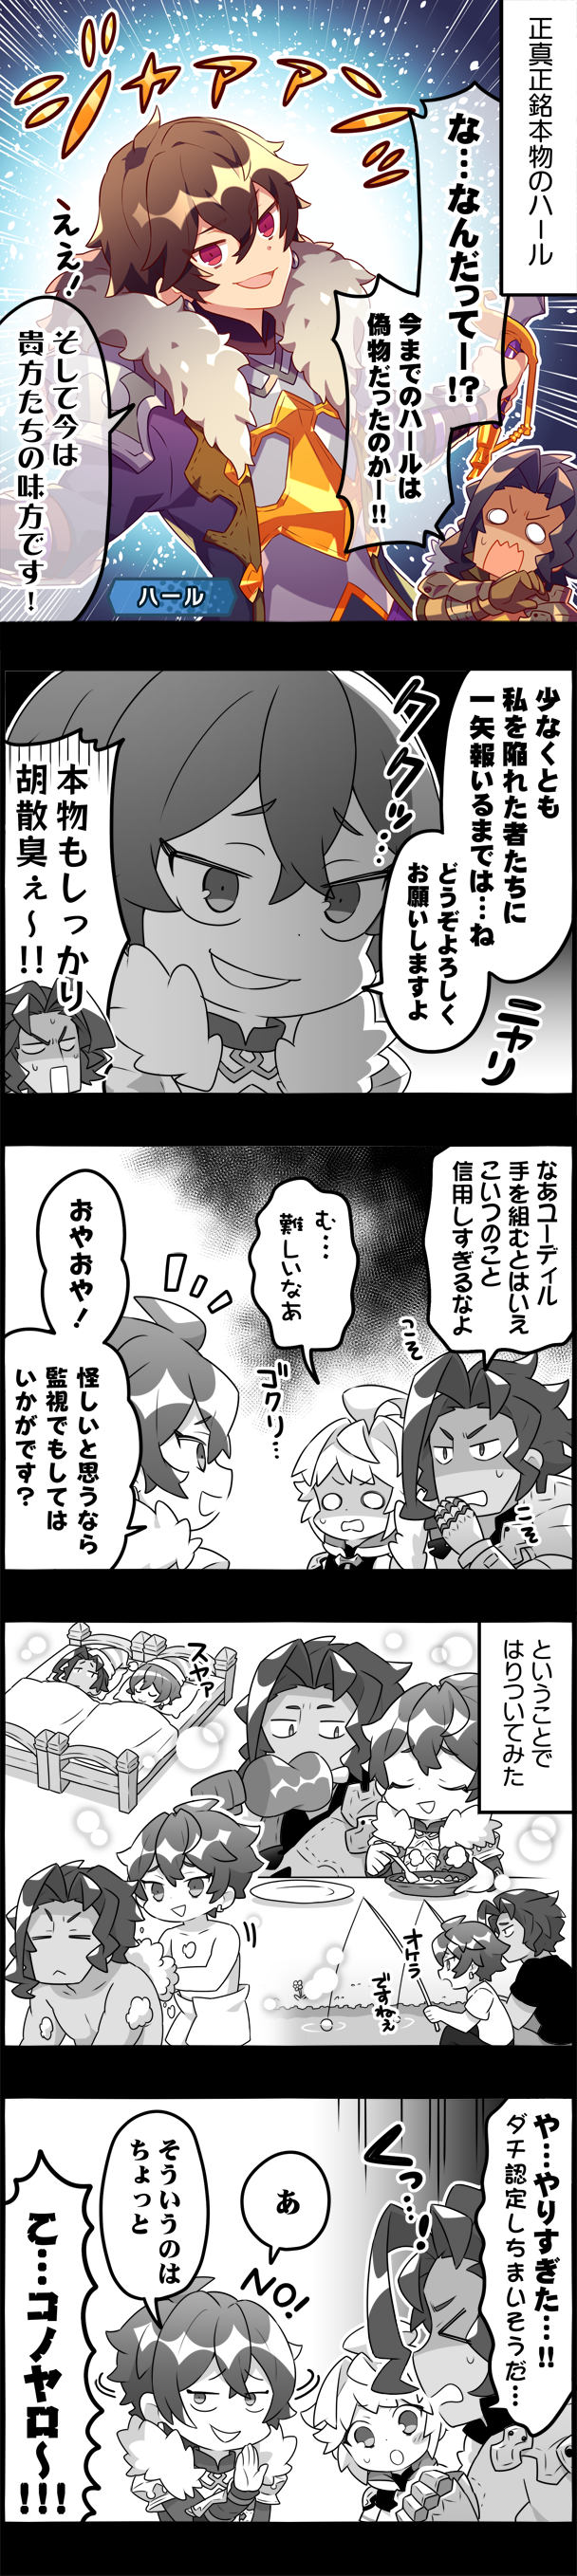 正真正銘本物のハール
ジャァァン
な…なんだってー!?
今までのハールは
偽物だったのかー!!
ええ!
そして今は
貴方たちの味方です!
ハール
少なくとも
私を陥れた者たちに
一矢報いるまでは…ね
どうぞよろしく
お願いしますよ
ククッ…
ニヤリ
本物もしっかり
胡散臭ぇ〜!!
なあユーディル
手を組むとはいえ
こいつのこと
信用しすぎるなよ
こそ
こそ
む…
難しいなあ
ゴクリ…
おやおや!
怪しいと思うなら
監視でもしては
いかがです?
ということで
はりついてみた
スヤァ
オケラ
ですねぇ
や…やりすぎた…!!
ダチ認定しちまいそうだ…
くっ…!
あ
NO!
そういうのは
ちょっと
こ…コノヤロ〜!!!